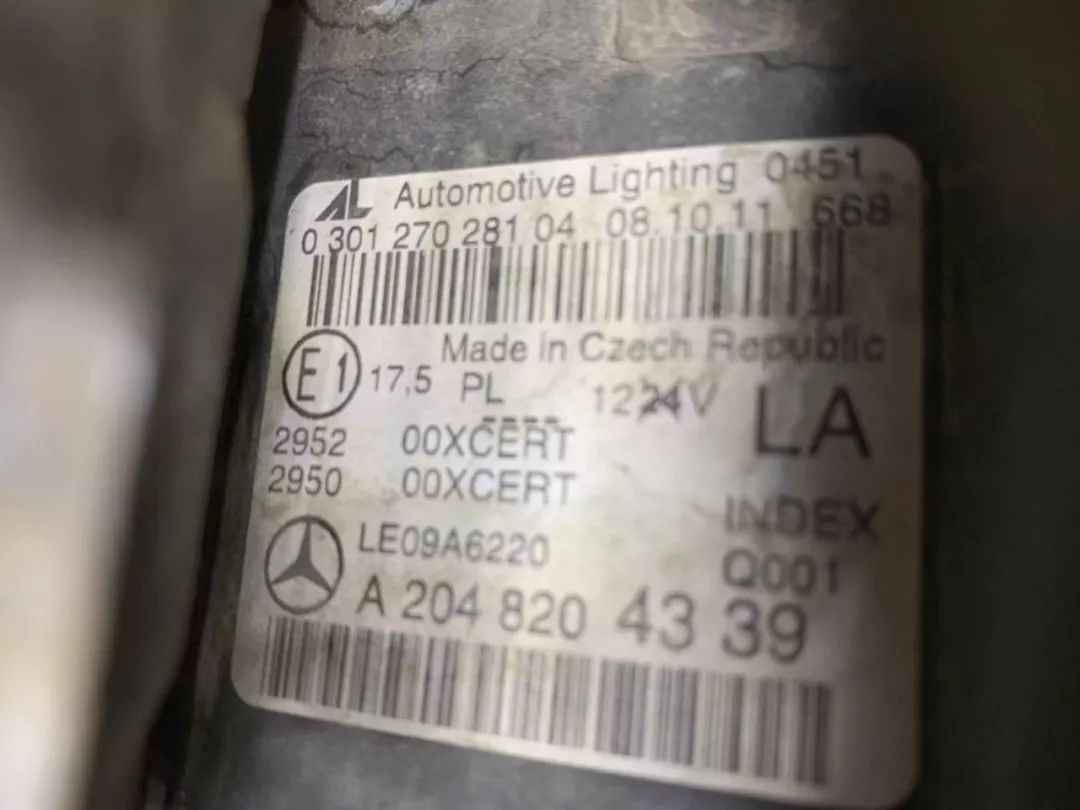 AL Automotive Lighting 0451
0 301 270 281 04 08.10.11 668
Made in Czech Republic
E1 17,5 PL 1224V LA
2952 00XCERT
2950 00XCERT
INDEX
LE09A6220 Q001
A 204 820 43 39